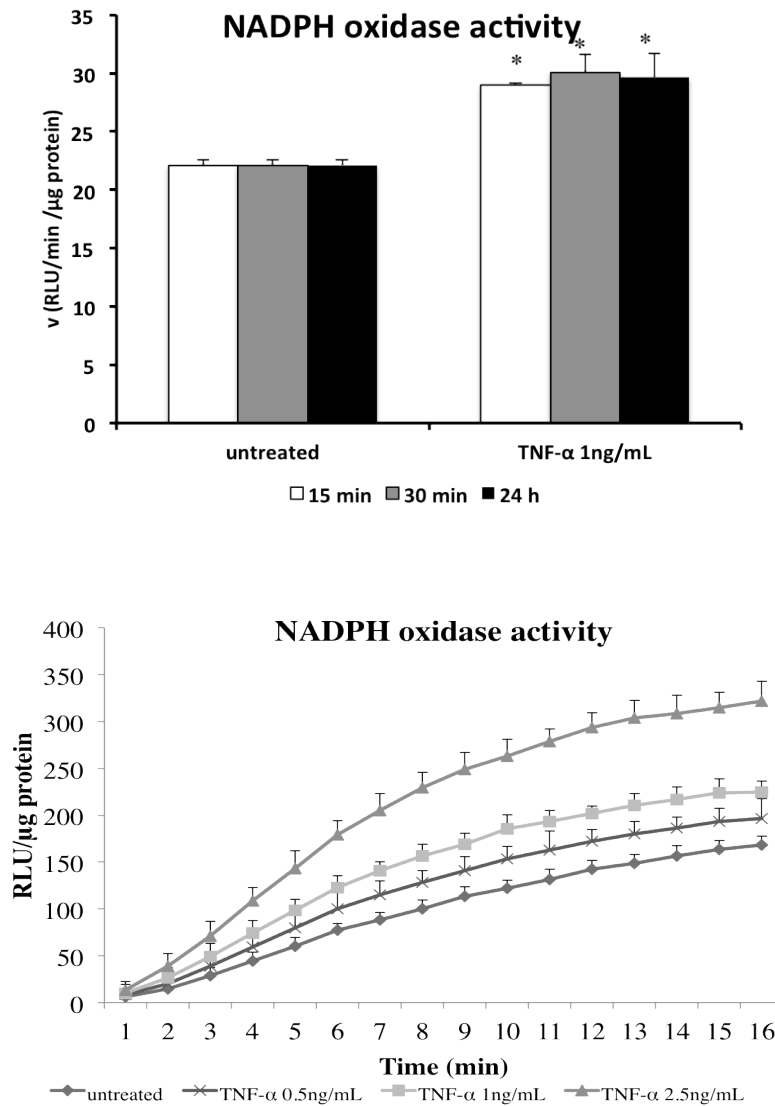 NADPH oxidase activity
35
30
25
20
15
10
5
0
v (RLU/min /µg protein)
* * *
untreated TNF-α 1ng/mL
15 min 30 min 24 h
NADPH oxidase activity
400
350
300
250
200
150
100
50
0
RLU/µg protein
1 2 3 4 5 6 7 8 9 10 11 12 13 14 15 16
Time (min)
untreated TNF-α 0.5ng/mL TNF-α 1ng/mL TNF-α 2.5ng/mL